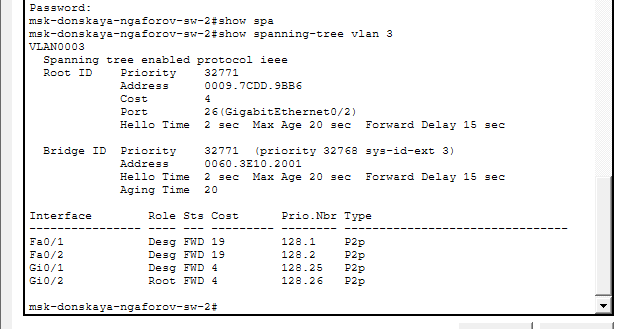 Password:
msk-donskaya-ngaforov-sw-2#show spa
msk-donskaya-ngaforov-sw-2#show spanning-tree vlan 3
VLAN0003
  Spanning tree enabled protocol ieee
  Root ID    Priority    32771
             Address     0009.7CDD.9BB6
             Cost        4
             Port        26(GigabitEthernet0/2)
             Hello Time  2 sec  Max Age 20 sec  Forward Delay 15 sec

  Bridge ID  Priority    32771  (priority 32768 sys-id-ext 3)
             Address     0060.3E10.2001
             Hello Time  2 sec  Max Age 20 sec  Forward Delay 15 sec
             Aging Time  20

Interface        Role Sts Cost      Prio.Nbr Type
---------------- ---- --- --------- -------- --------------------------------
Fa0/1            Desg FWD 19        128.1    P2p
Fa0/2            Desg FWD 19        128.2    P2p
Gi0/1            Desg FWD 4         128.25   P2p
Gi0/2            Root FWD 4         128.26   P2p

msk-donskaya-ngaforov-sw-2#